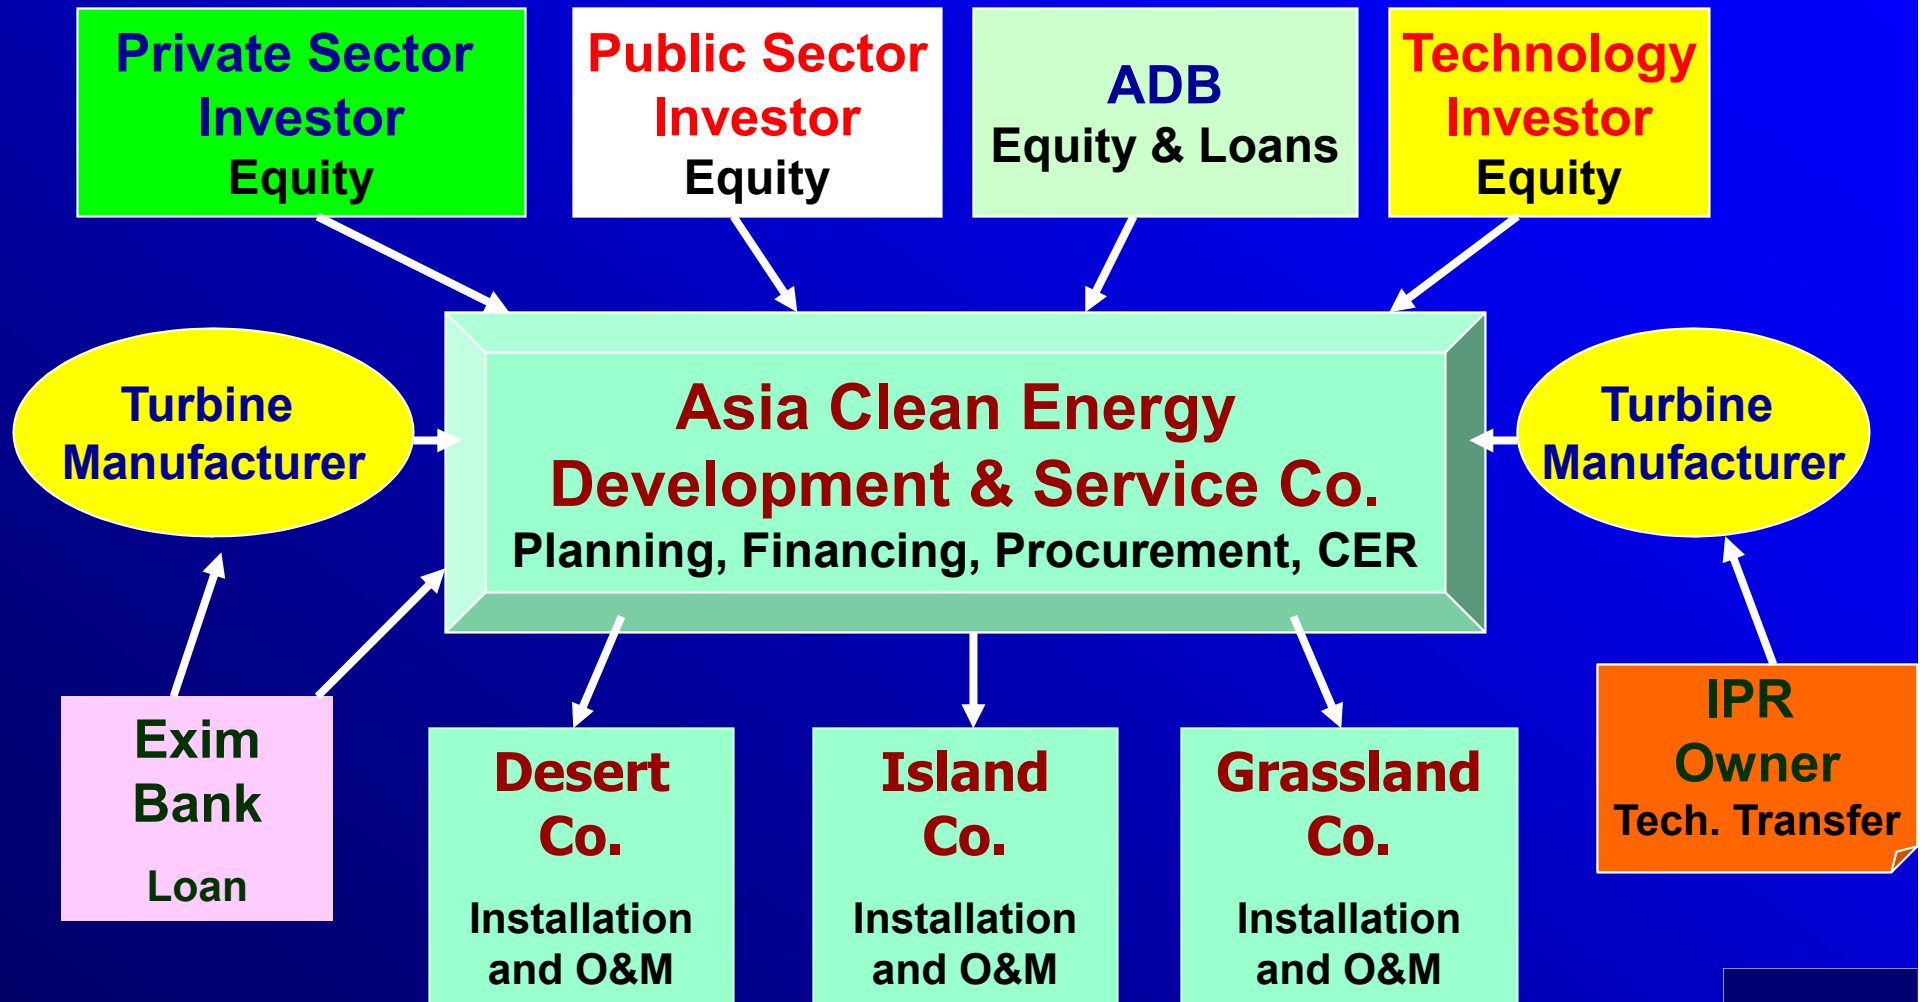 Private Sector
Investor
Equity
Public Sector
Investor
Equity
ADB
Equity & Loans
Technology
Investor
Equity
Turbine
Manufacturer
Asia Clean Energy
Development & Service Co.
Planning, Financing, Procurement, CER
Turbine
Manufacturer
Exim
Bank
Loan
Desert
Co.
Installation
and O&M
Island
Co.
Installation
and O&M
Grassland
Co.
Installation
and O&M
IPR
Owner
Tech. Transfer